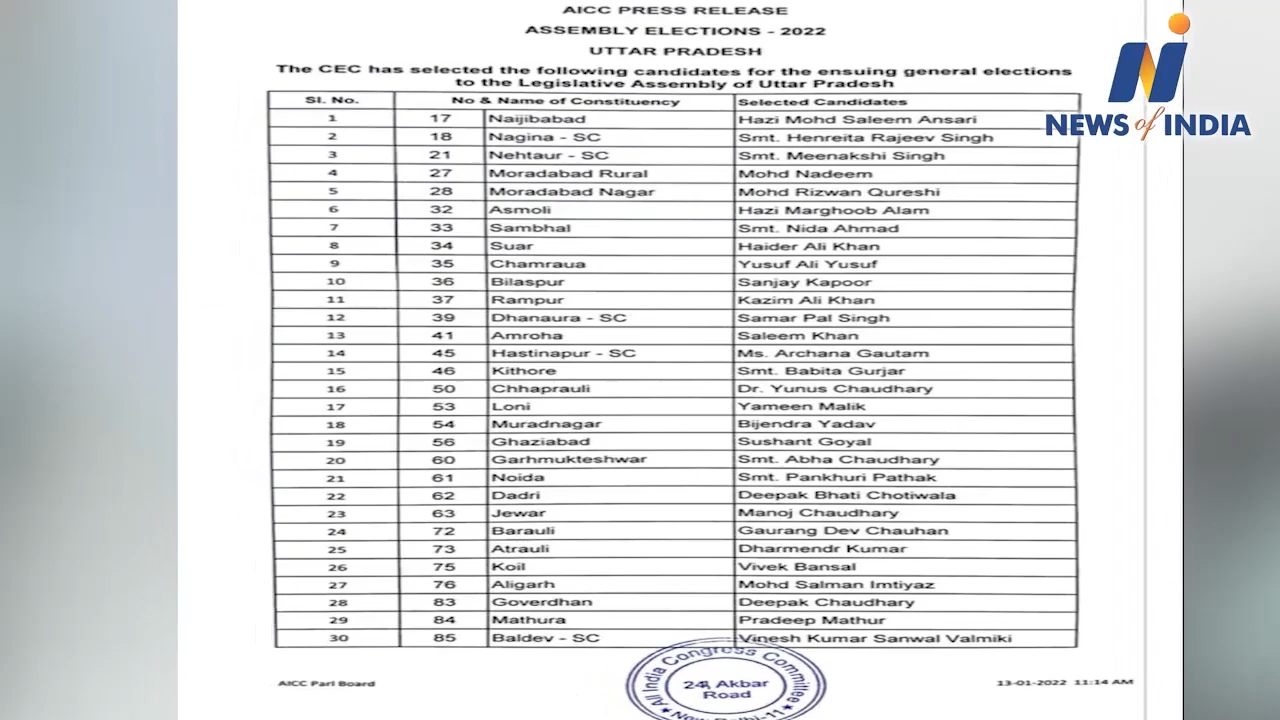 AICC PRESS RELEASE
ASSEMBLY ELECTIONS - 2022
UTTAR PRADESH
The CEC has selected the following candidates for the ensuing general elections
to the Legislative Assembly of Uttar Pradesh
Sl. No. No & Name of Constituency Selected Candidates
1 17 Naijibabad Hazi Mohd Saleem Ansari
2 18 Nagina - SC Smt. Henreita Rajeev Singh
3 21 Nehtaur - SC Smt. Meenakshi Singh
4 27 Moradabad Rural Mohd Nadeem
5 28 Moradabad Nagar Mohd Rizwan Qureshi
6 32 Asmoli Hazi Marghoob Alam
7 33 Sambhal Smt. Nida Ahmad
8 34 Suar Haider Ali Khan
9 35 Chamraua Yusuf Ali Yusuf
10 36 Bilaspur Sanjay Kapoor
11 37 Rampur Kazim Ali Khan
12 39 Dhanaura - SC Samar Pal Singh
13 41 Amroha Saleem Khan
14 45 Hastinapur - SC Ms. Archana Gautam
15 46 Kithore Smt. Babita Gurjar
16 50 Chhaprauli Dr. Yunus Chaudhary
17 53 Loni Yameen Malik
18 54 Muradnagar Bijendra Yadav
19 56 Ghaziabad Sushant Goyal
20 60 Garhmukteshwar Smt. Abha Chaudhary
21 61 Noida Smt. Pankhuri Pathak
22 62 Dadri Deepak Bhati Chotiwala
23 63 Jewar Manoj Chaudhary
24 72 Barauli Gaurang Dev Chauhan
25 73 Atrauli Dharmendr Kumar
26 75 Koil Vivek Bansal
27 76 Aligarh Mohd Salman Imtiyaz
28 83 Goverdhan Deepak Chaudhary
29 84 Mathura Pradeep Mathur
30 85 Baldev - SC Vinesh Kumar Sanwal Valmiki
All India Congress Committee
24, Akbar
Road
New Delhi-11
AICC Parl Board
13-01-2022 11:14 AM
NEWS of INDIA